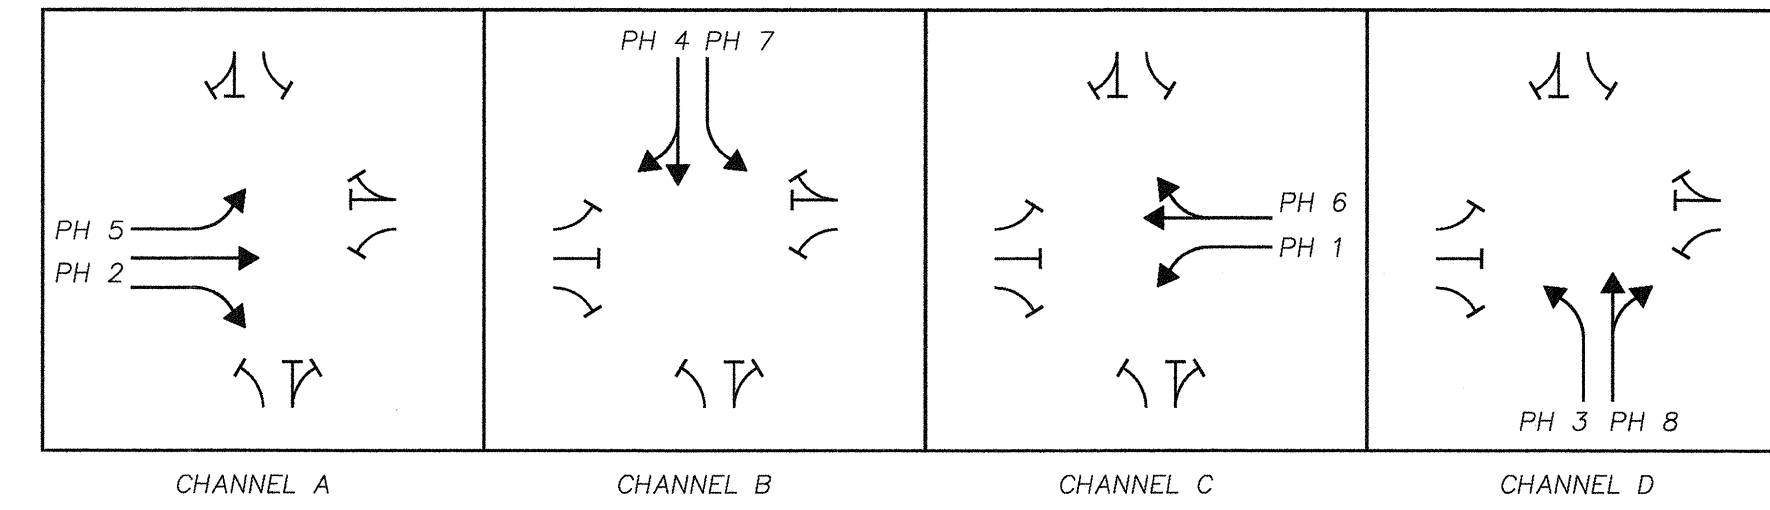 PH 4 PH 7
PH 5
PH 2
PH 6
PH 1
PH 3 PH 8
CHANNEL A
CHANNEL B
CHANNEL C
CHANNEL D